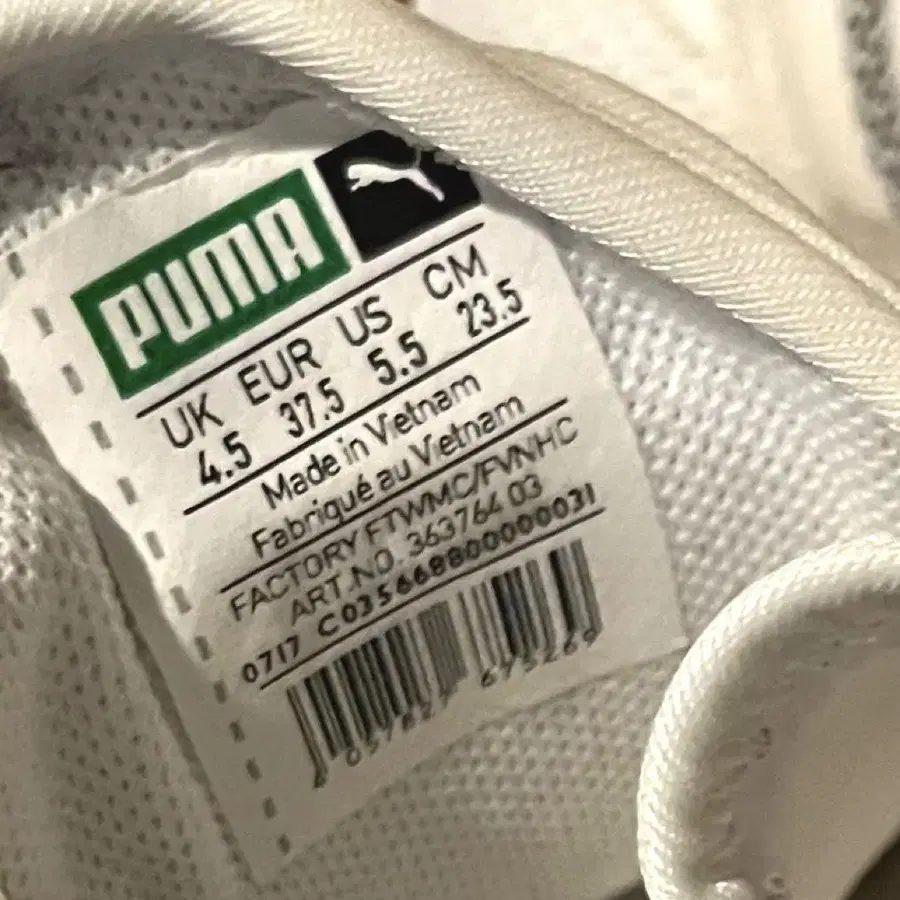 PUMA
UK EUR US CM
4.5 37.5 5.5 23.5
Made in Vietnam
Fabriqué au Vietnam
FACTORY FTWMC/FVNHC
ART.NO. 363764 03
0717 C035668800000031